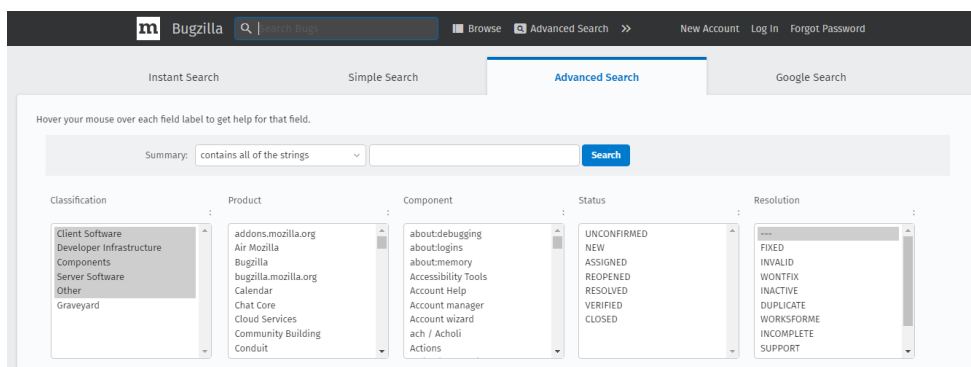 m Bugzilla Search Bugs Browse Advanced Search >> New Account Log In Forgot Password
Instant Search Simple Search Advanced Search Google Search
Hover your mouse over each field label to get help for that field.
Summary: contains all of the strings Search
Classification Product Component Status Resolution
: : : : :
Client Software addons.mozilla.org about:debugging UNCONFIRMED ---
Developer Infrastructure Air Mozilla about:logins NEW FIXED
Components Bugzilla about:memory ASSIGNED INVALID
Server Software bugzilla.mozilla.org Accessibility Tools REOPENED WONTFIX
Other Calendar Account Help RESOLVED INACTIVE
Graveyard Chat Core Account manager VERIFIED DUPLICATE
Cloud Services Account wizard CLOSED WORKSFORME
Community Building ach / Acholi INCOMPLETE
Conduit Actions SUPPORT